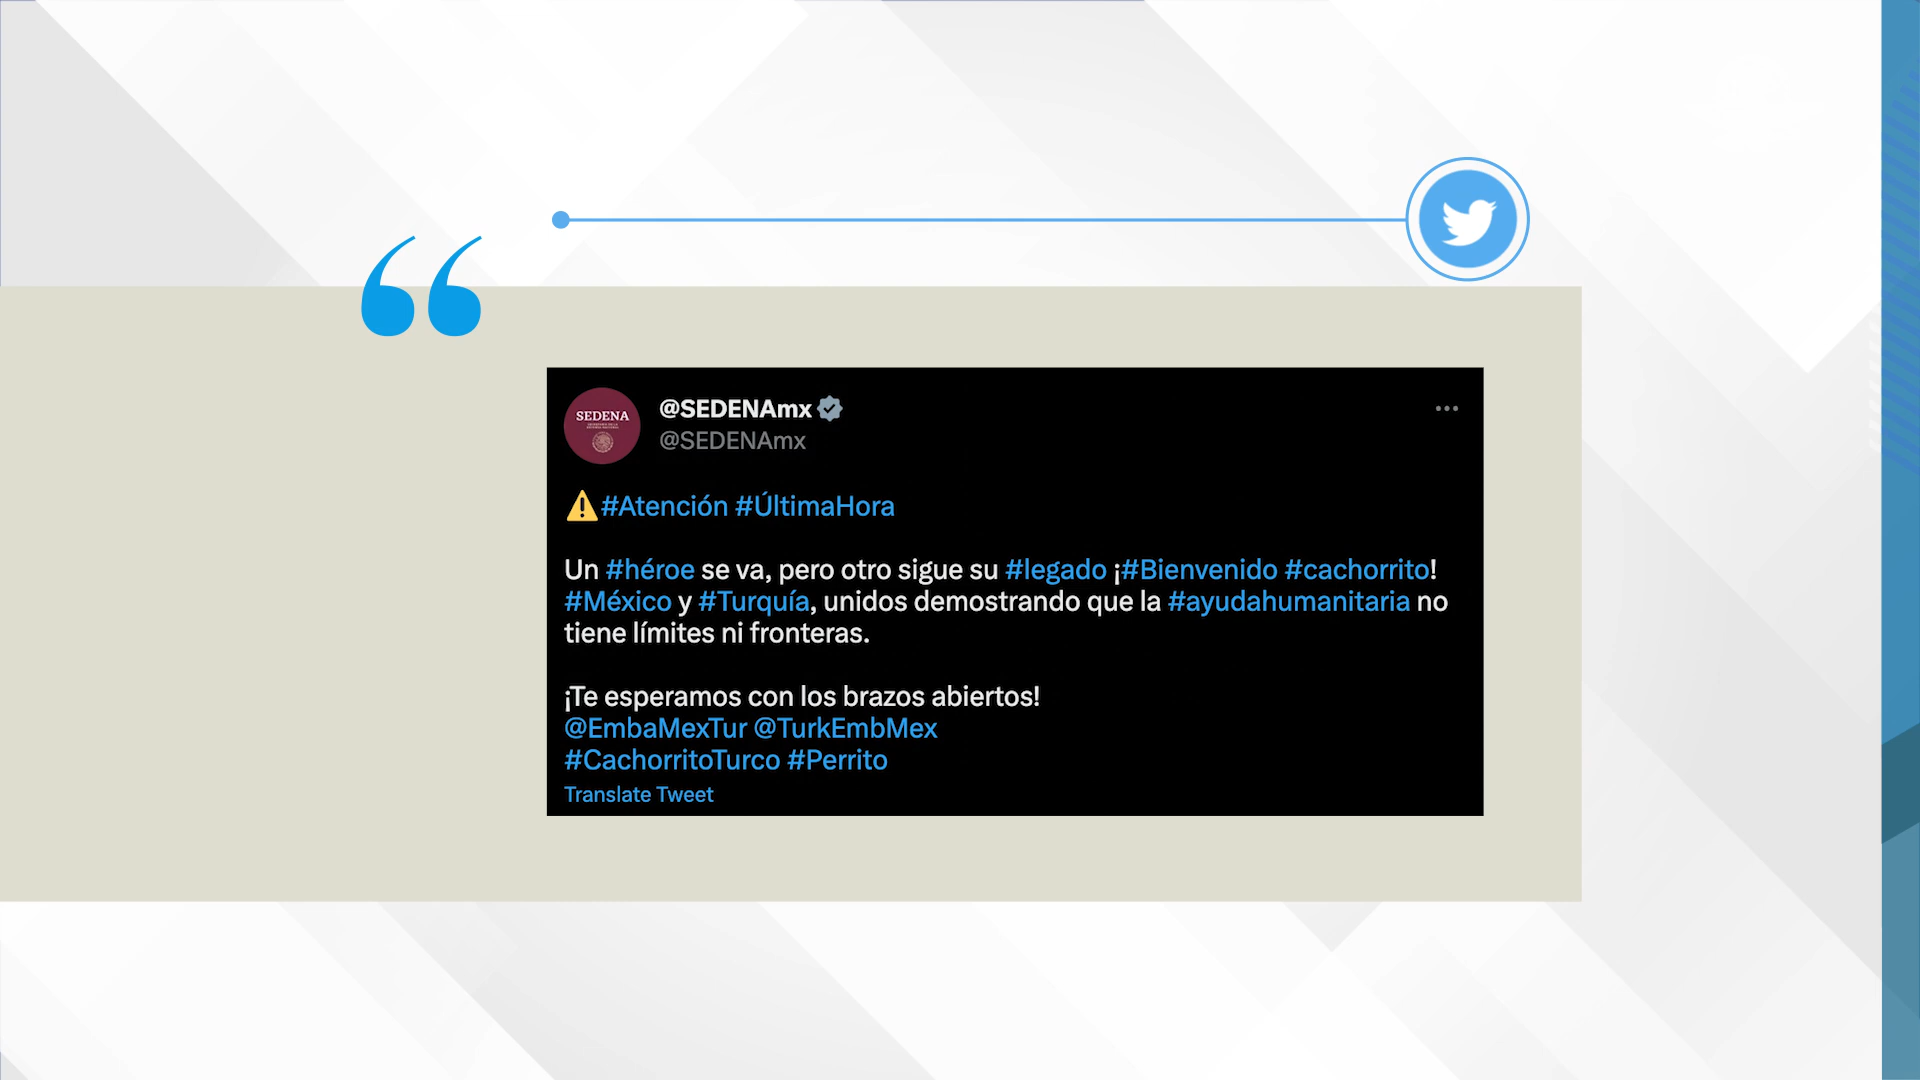 SEDENA
@SEDENAmx
@SEDENAmx
⚠️#Atención #ÚltimaHora
Un #héroe se va, pero otro sigue su #legado ¡#Bienvenido #cachorrito!
#México y #Turquía, unidos demostrando que la #ayudahumanitaria no
tiene límites ni fronteras.
¡Te esperamos con los brazos abiertos!
@EmbaMexTur @TurkEmbMex
#CachorritoTurco #Perrito
Translate Tweet